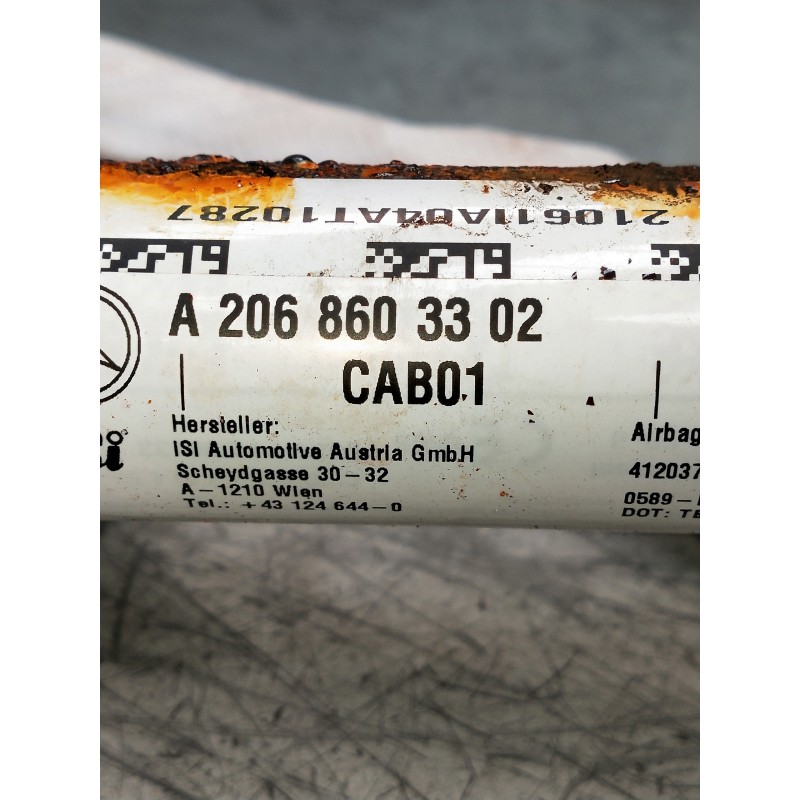 210611A04AT10287
A 206 860 33 02
CAB01
Hersteller:
ISI Automotive Austria GmbH
Scheydgasse 30-32
A-1210 Wien
Tel.: +43 124 644-0
Airbag
412037
0589-
DOT: